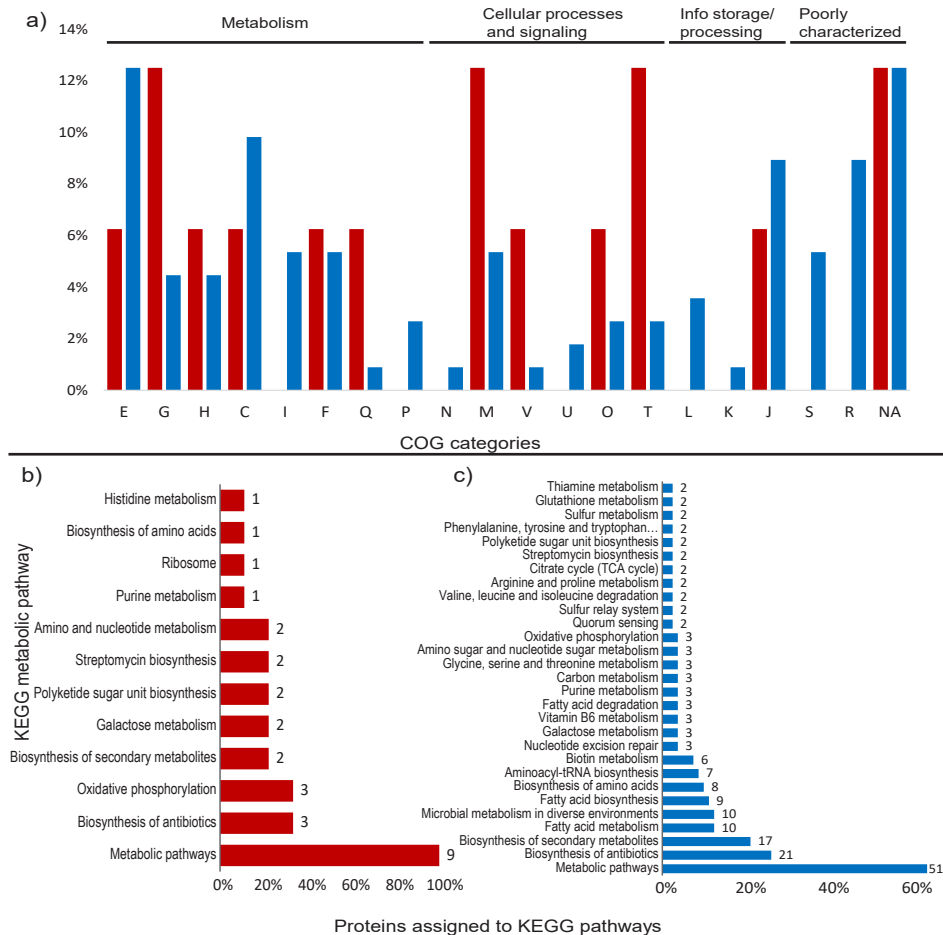 a)
Metabolism
Cellular processes
and signaling
Info storage/
processing
Poorly
characterized
14%
12%
10%
8%
6%
4%
2%
0%
E G H C I F Q P N M V U O T L K J S R NA
COG categories
b)
KEGG metabolic pathway
Histidine metabolism 1
Biosynthesis of amino acids 1
Ribosome 1
Purine metabolism 1
Amino and nucleotide metabolism 2
Streptomycin biosynthesis 2
Polyketide sugar unit biosynthesis 2
Galactose metabolism 2
Biosynthesis of secondary metabolites 2
Oxidative phosphorylation 3
Biosynthesis of antibiotics 3
Metabolic pathways 9
0% 20% 40% 60% 80% 100%
c)
Thiamine metabolism 2
Glutathione metabolism 2
Sulfur metabolism 2
Phenylalanine, tyrosine and tryptophan... 2
Polyketide sugar unit biosynthesis 2
Streptomycin biosynthesis 2
Citrate cycle (TCA cycle) 2
Arginine and proline metabolism 2
Valine, leucine and isoleucine degradation 2
Sulfur relay system 2
Quorum sensing 2
Oxidative phosphorylation 3
Amino sugar and nucleotide sugar metabolism 3
Glycine, serine and threonine metabolism 3
Carbon metabolism 3
Purine metabolism 3
Fatty acid degradation 3
Vitamin B6 metabolism 3
Galactose metabolism 3
Nucleotide excision repair 3
Biotin metabolism 6
Aminoacyl-tRNA biosynthesis 7
Biosynthesis of amino acids 8
Fatty acid biosynthesis 9
Microbial metabolism in diverse environments 10
Fatty acid metabolism 10
Biosynthesis of secondary metabolites 17
Biosynthesis of antibiotics 21
Metabolic pathways 51
0% 20% 40% 60%
Proteins assigned to KEGG pathways